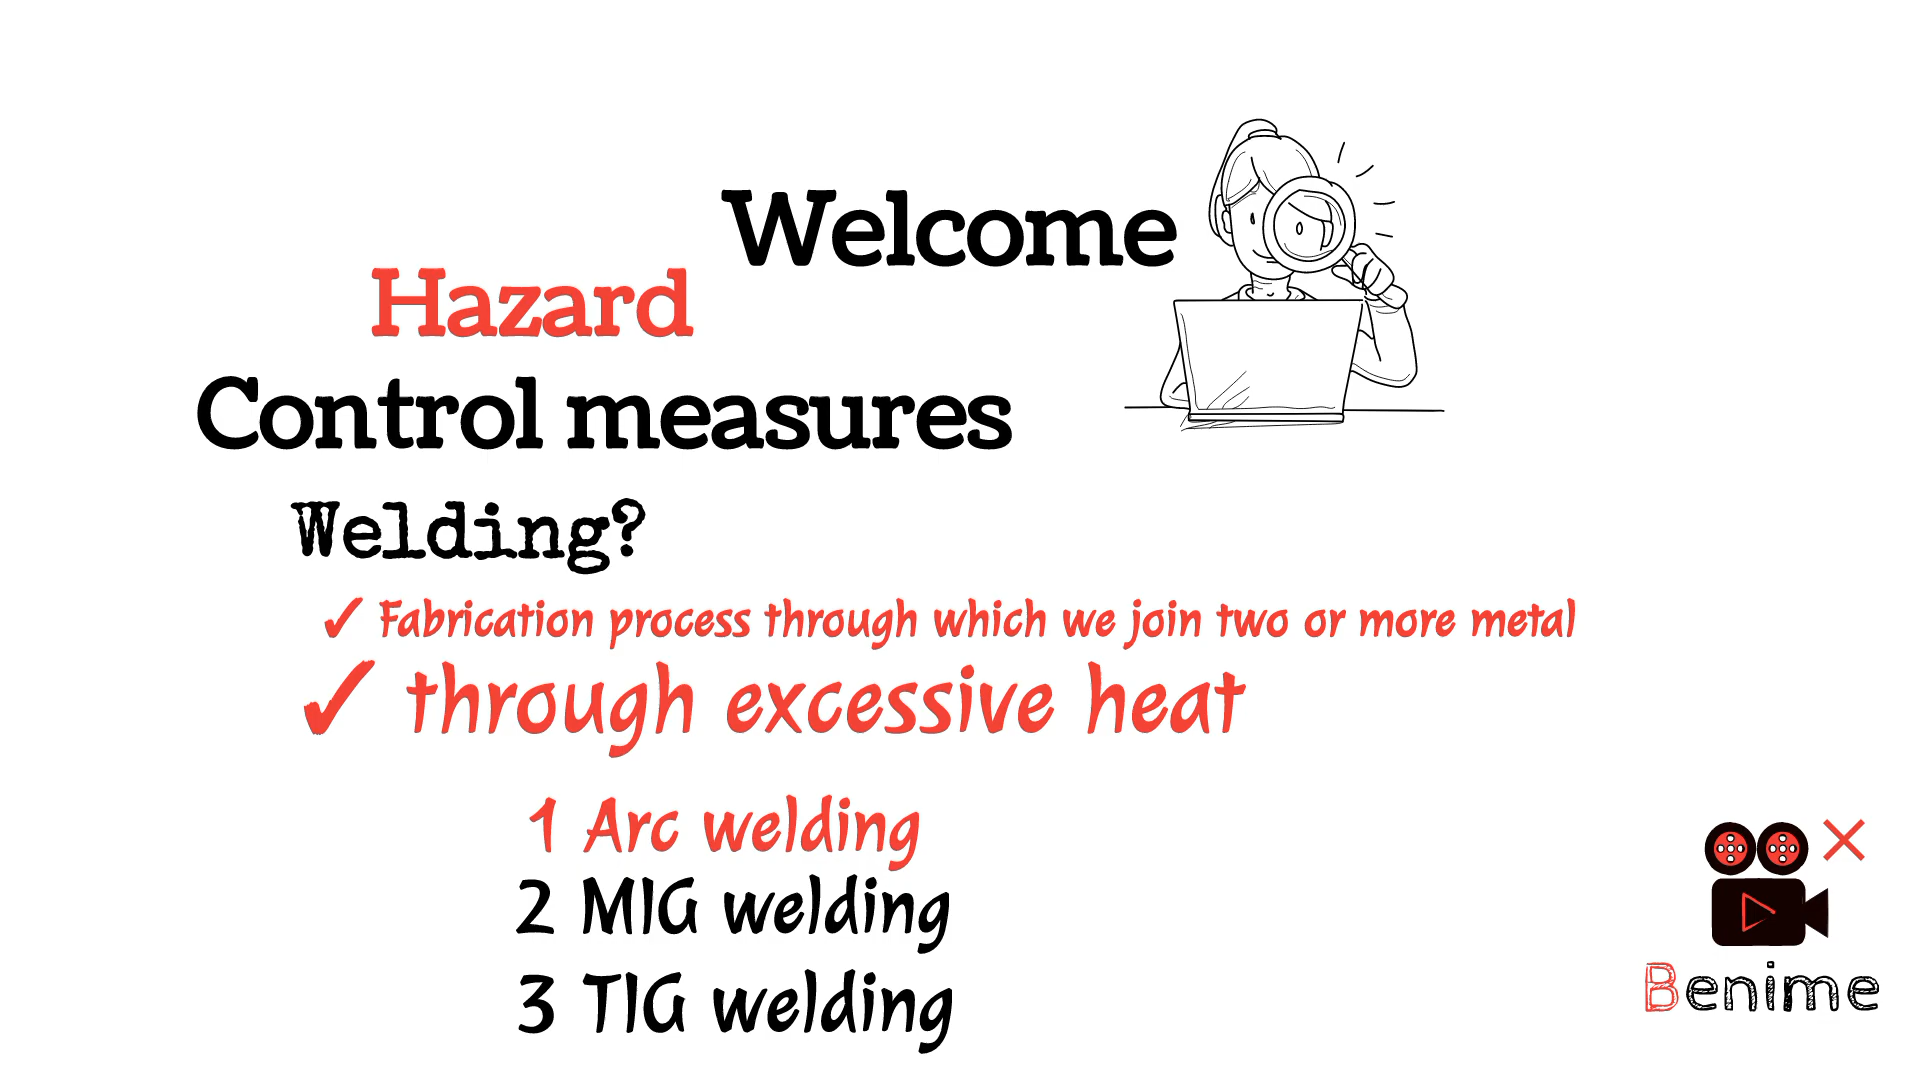 Welcome
Hazard
Control measures
Welding?
✓ Fabrication process through which we join two or more metal
✓ through excessive heat
1 Arc welding
2 MIG welding
3 TIG welding
Benime